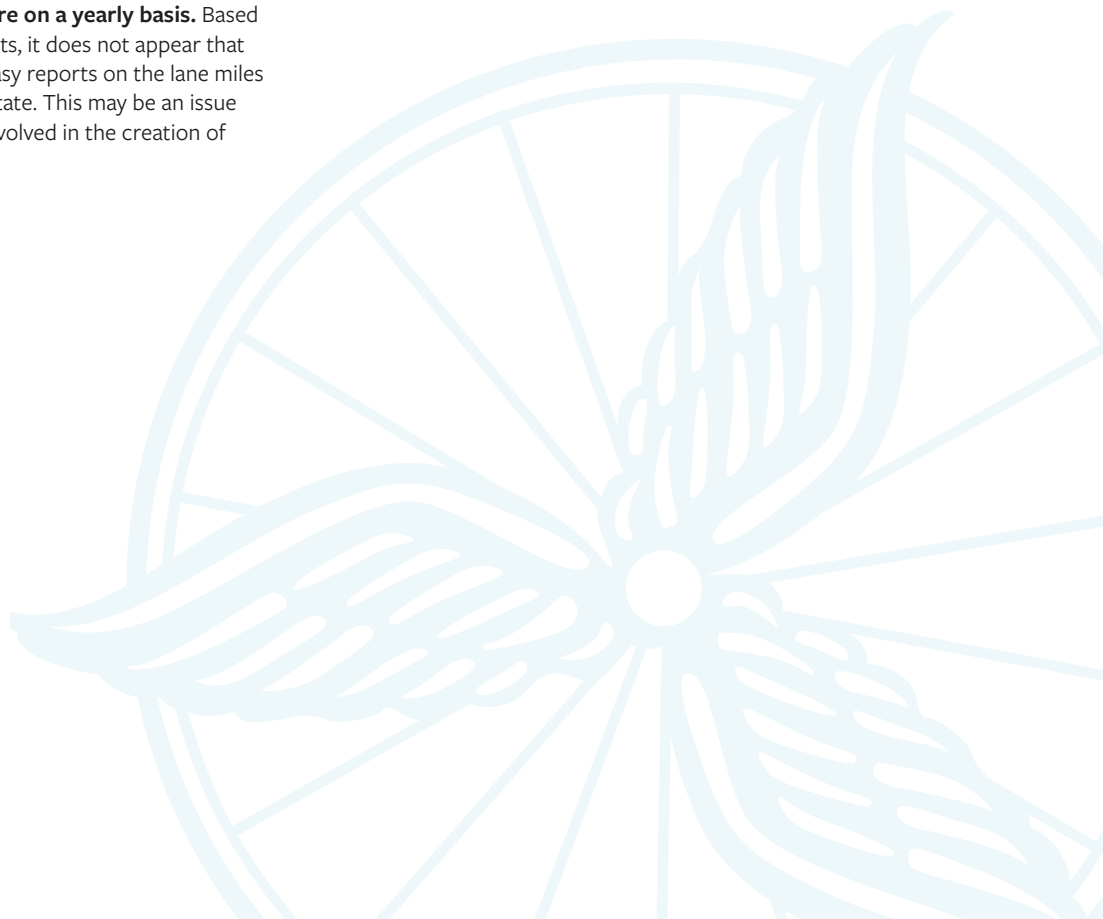 re on a yearly basis. Based
ts, it does not appear that
asy reports on the lane miles
tate. This may be an issue
volved in the creation of